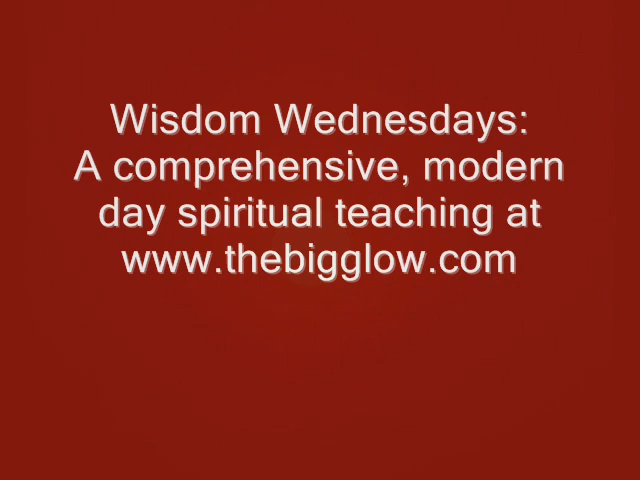 Wisdom Wednesdays:
A comprehensive, modern
day spiritual teaching at
www.thebigglow.com